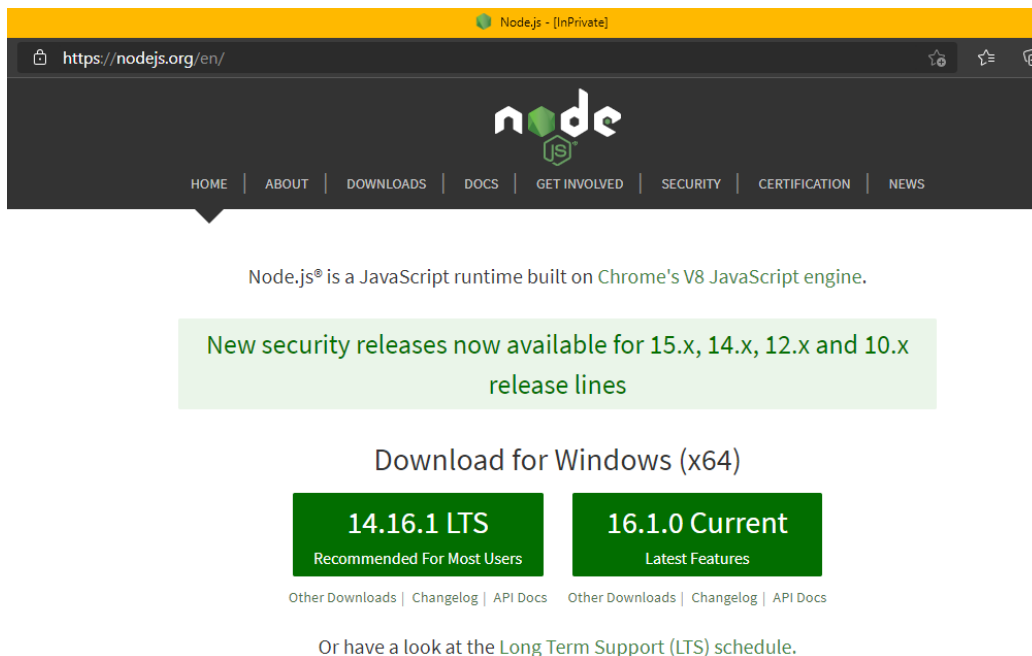 Node.js - [InPrivate]
https://nodejs.org/en/
node
JS®
HOME | ABOUT | DOWNLOADS | DOCS | GET INVOLVED | SECURITY | CERTIFICATION | NEWS
Node.js® is a JavaScript runtime built on Chrome's V8 JavaScript engine.
New security releases now available for 15.x, 14.x, 12.x and 10.x
release lines
Download for Windows (x64)
14.16.1 LTS 16.1.0 Current
Recommended For Most Users Latest Features
Other Downloads | Changelog | API Docs Other Downloads | Changelog | API Docs
Or have a look at the Long Term Support (LTS) schedule.